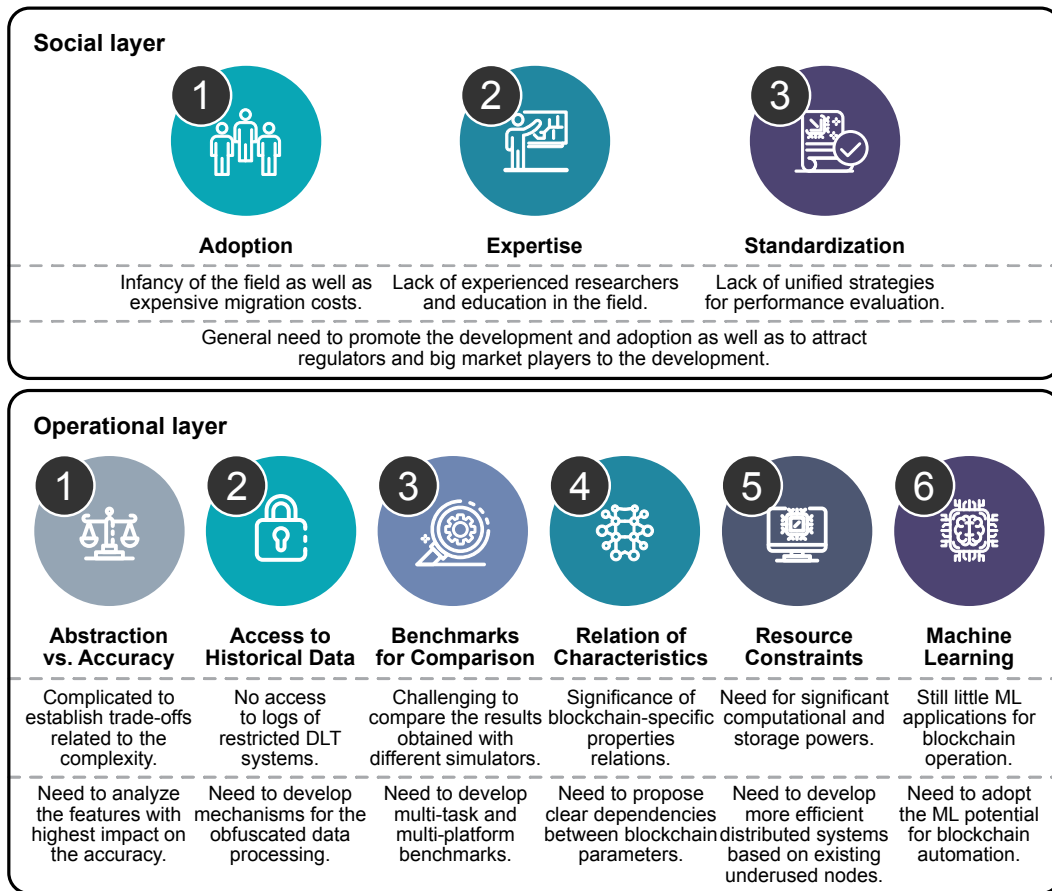 Social layer
1
2
3
Adoption
Expertise
Standardization
Infancy of the field as well as
expensive migration costs.
Lack of experienced researchers
and education in the field.
Lack of unified strategies
for performance evaluation.
General need to promote the development and adoption as well as to attract
regulators and big market players to the development.
Operational layer
1
2
3
4
5
6
Abstraction
vs. Accuracy
Access to
Historical Data
Benchmarks
for Comparison
Relation of
Characteristics
Resource
Constraints
Machine
Learning
Complicated to
establish trade-offs
related to the
complexity.
No access
to logs of
restricted DLT
systems.
Challenging to
compare the results
obtained with
different simulators.
Significance of
blockchain-specific
properties
relations.
Need for significant
computational and
storage powers.
Still little ML
applications for
blockchain
operation.
Need to analyze
the features with
highest impact on
the accuracy.
Need to develop
mechanisms for the
obfuscated data
processing.
Need to develop
multi-task and
multi-platform
benchmarks.
Need to propose
clear dependencies
between blockchain
parameters.
Need to develop
more efficient
distributed systems
based on existing
underused nodes.
Need to adopt
the ML potential
for blockchain
automation.